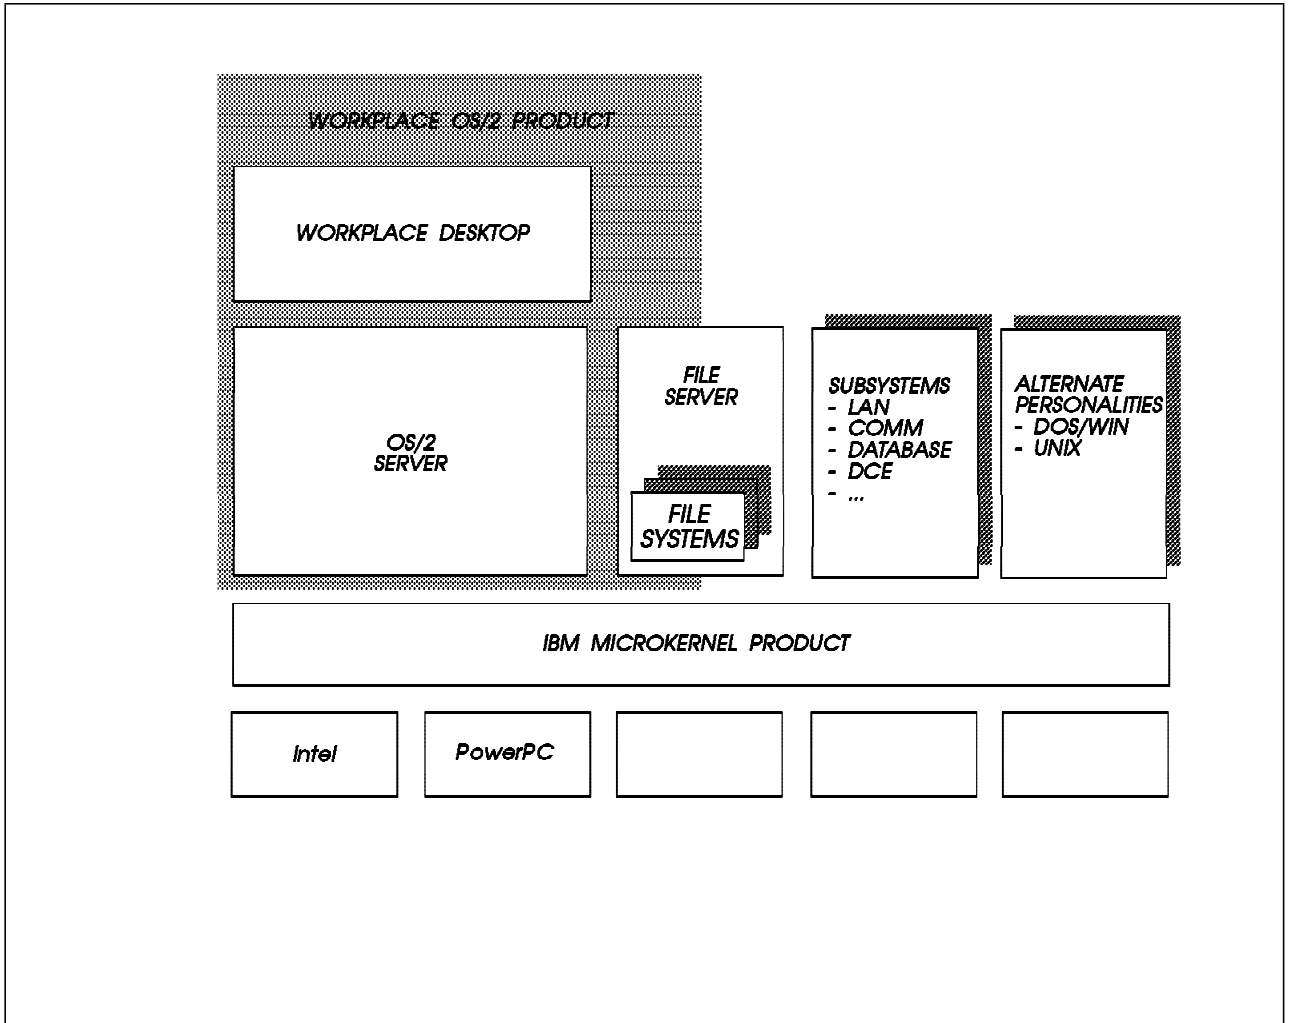 WORKPLACE OS/2 PRODUCT
WORKPLACE DESKTOP
OS/2
SERVER
FILE
SERVER
FILE
SYSTEMS
SUBSYSTEMS
- LAN
- COMM
- DATABASE
- DCE
- ...
ALTERNATE
PERSONALITIES
- DOS/WIN
- UNIX
IBM MICROKERNEL PRODUCT
Intel
PowerPC